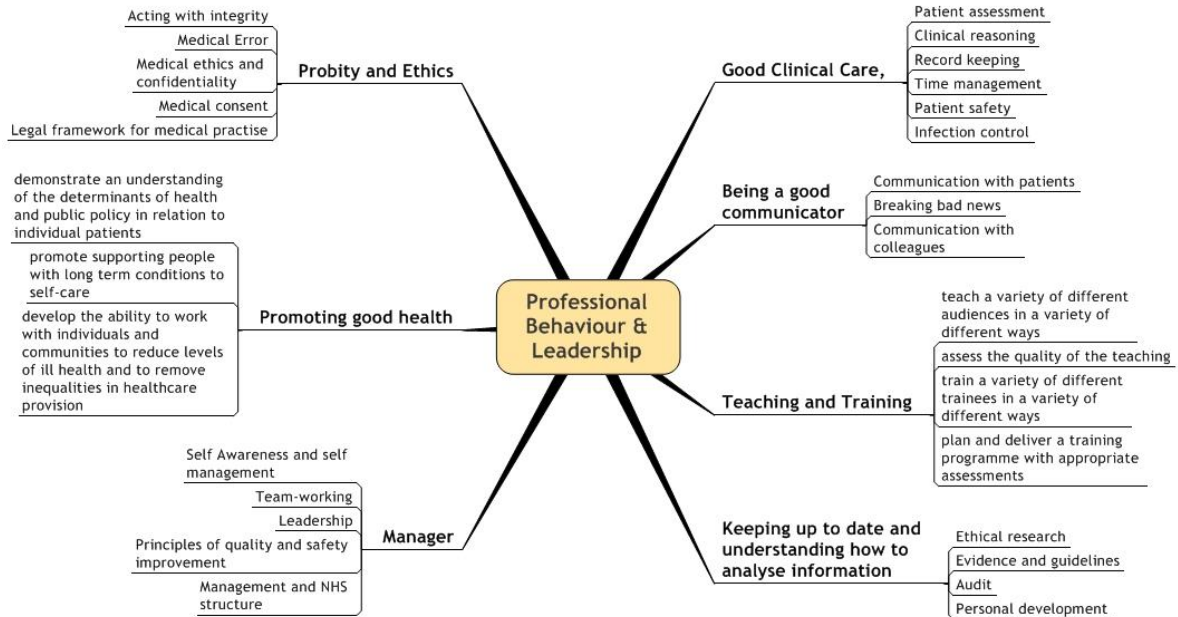 Professional
Behaviour &
Leadership
Probity and Ethics
Acting with integrity
Medical Error
Medical ethics and
confidentiality
Medical consent
Legal framework for medical practise
Promoting good health
demonstrate an understanding
of the determinants of health
and public policy in relation to
individual patients
promote supporting people
with long term conditions to
self-care
develop the ability to work
with individuals and
communities to reduce levels
of ill health and to remove
inequalities in healthcare
provision
Manager
Self Awareness and self
management
Team-working
Leadership
Principles of quality and safety
improvement
Management and NHS
structure
Good Clinical Care,
Patient assessment
Clinical reasoning
Record keeping
Time management
Patient safety
Infection control
Being a good
communicator
Communication with patients
Breaking bad news
Communication with
colleagues
Teaching and Training
teach a variety of different
audiences in a variety of
different ways
assess the quality of the teaching
train a variety of different
trainees in a variety of
different ways
plan and deliver a training
programme with appropriate
assessments
Keeping up to date and
understanding how to
analyse information
Ethical research
Evidence and guidelines
Audit
Personal development